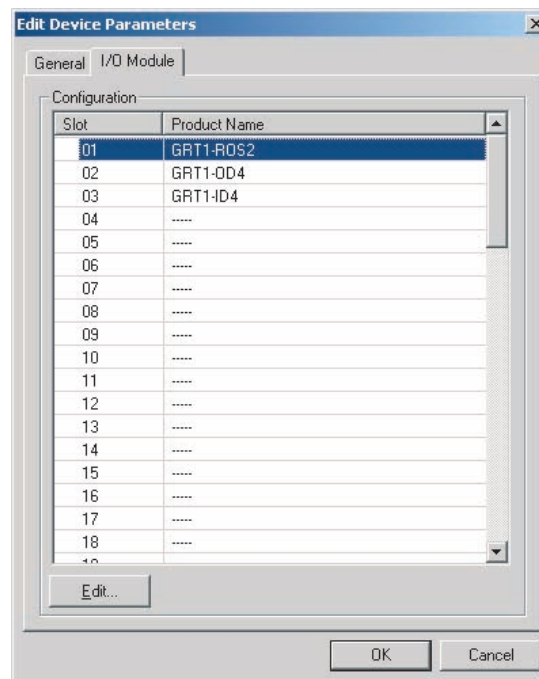 Edit Device Parameters
General I/O Module
Configuration
Slot Product Name
01 GRT1-ROS2
02 GRT1-OD4
03 GRT1-ID4
04 -----
05 -----
06 -----
07 -----
08 -----
09 -----
10 -----
11 -----
12 -----
13 -----
14 -----
15 -----
16 -----
17 -----
18 -----
Edit...
OK Cancel